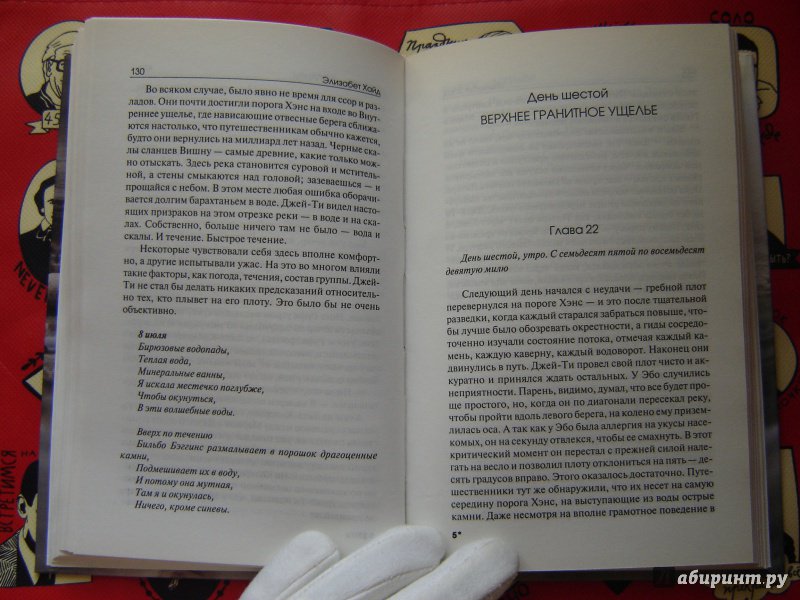 130
Элизабет Хайд
Во всяком случае, было явно не время для ссор и раз-
ладов. Они почти достигли порога Хэнс на входе во Внут-
реннее ущелье, где нависающие отвесные берега сближа-
ются настолько, что путешественникам обычно кажется,
будто они вернулись на миллиард лет назад. Черные ска-
лы сланцев Вишну — самые древние, какие только мож-
но отыскать. Здесь река становится суровой и мститель-
ной, а стены смыкаются над головой; зазеваешься — и
прощайся с небом. В этом месте любая ошибка оборачи-
вается долгим барахтаньем в воде. Джей-Ти видел насто-
ящих призраков на этом отрезке реки — в воде и на ска-
лах. Собственно, больше ничего там не было — вода и
скалы. И течение. Быстрое течение.
Некоторые чувствовали себя здесь вполне комфорт-
но, а другие испытывали ужас. На это во многом влияли
такие факторы, как погода, течения, состав группы. Джей-
Ти не стал бы делать никаких предсказаний относитель-
но тех, кто плывет на его плоту. Это было бы не очень
объективно.
8 июля
Бирюзовые водопады,
Теплая вода,
Минеральные ванны,
Я искала местечко поглубже,
Чтобы окунуться,
В эти волшебные воды.
Вверх по течению
Бильбо Бэггинс размалывает в порошок драгоценные
камни,
Подмешивает их в воду,
И потому она мутная,
Там я и окунулась,
Ничего, кроме синевы.
День шестой
ВЕРХНЕЕ ГРАНИТНОЕ УЩЕЛЬЕ
Глава 22
День шестой, утро. С семьдесят пятой по восемьдесят
девятую милю
Следующий день начался с неудачи — гребной плот
перевернулся на пороге Хэнс — и это после тщательной
разведки, когда каждый старался забраться повыше, что-
бы лучше было обозревать окрестности, а гиды сосредо-
точенно изучали состояние потока, отмечая каждый ка-
мень, каждую каверну, каждый водоворот. Наконец они
двинулись в путь. Джей-Ти провел свой плот чисто и ак-
куратно и принялся ждать остальных. У Эбо случились
неприятности. Парень, видимо, думал, что все будет про-
ще простого, но, когда он по диагонали пересекал реку,
чтобы пройти вдоль левого берега, на колено ему призем-
лилась оса. А так как у Эбо была аллергия на укусы насе-
комых, он на секунду отвлекся, чтобы ее смахнуть. В этот
критический момент он перестал с прежней силой нале-
гать на весло и позволил плоту отклониться на пять — де-
сять градусов вправо. Этого оказалось достаточно. Путе-
шественники тут же обнаружили, что их несет на самую
середину порога Хэнс, на выступающие из воды острые
камни. Даже несмотря на вполне грамотное поведение в
5*
абиринт.ру
NEVER
ВСТРЕТИМСЯ
СОЛО